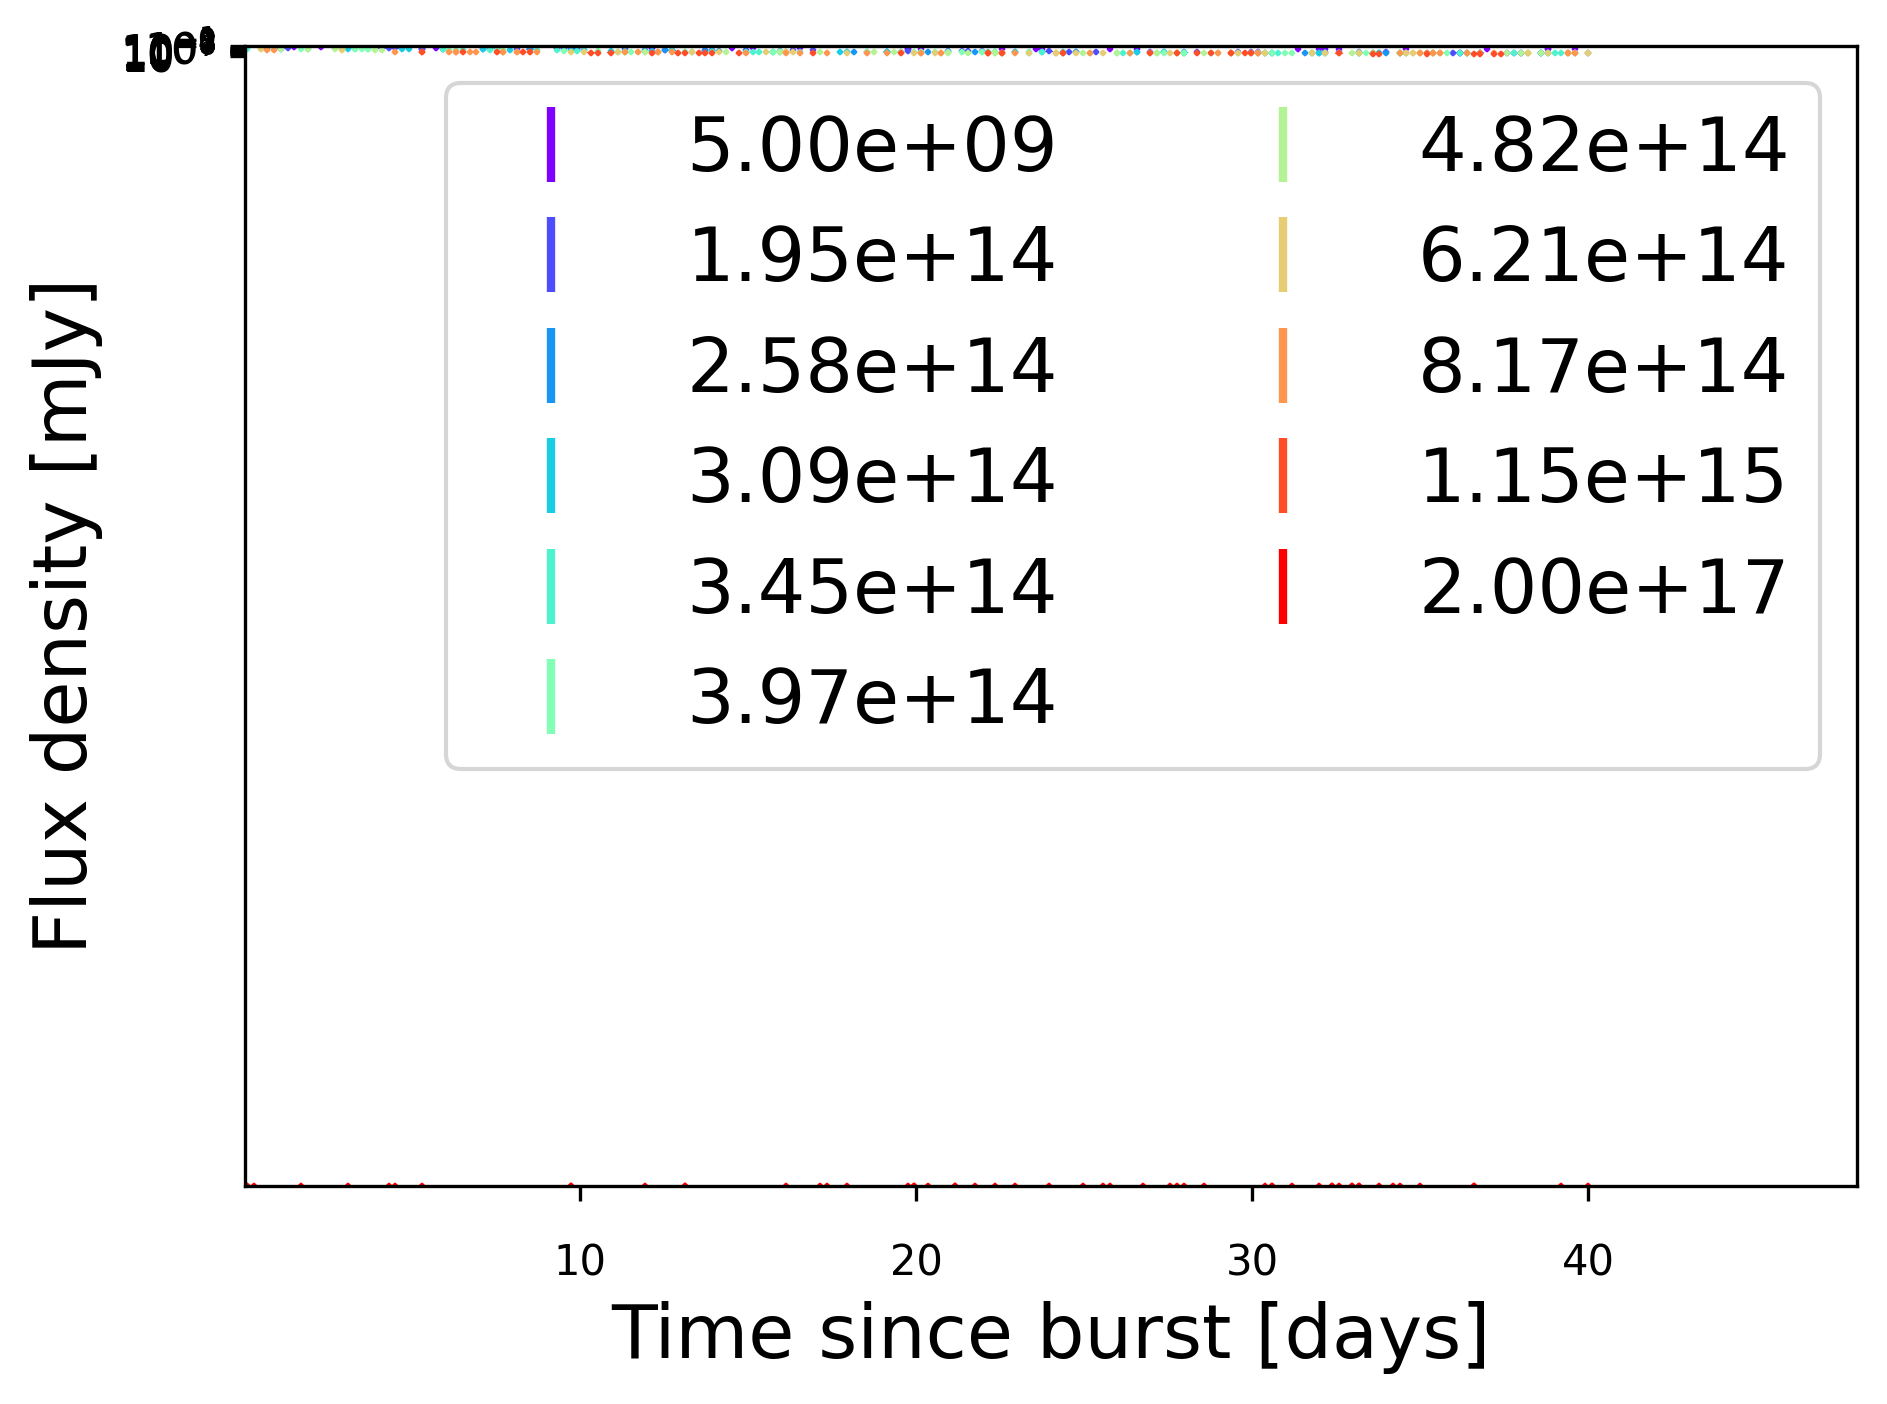 Flux density [mJy]
5.00e+09
1.95e+14
2.58e+14
3.09e+14
3.45e+14
3.97e+14
4.82e+14
6.21e+14
8.17e+14
1.15e+15
2.00e+17
10 20 30 40
Time since burst [days]